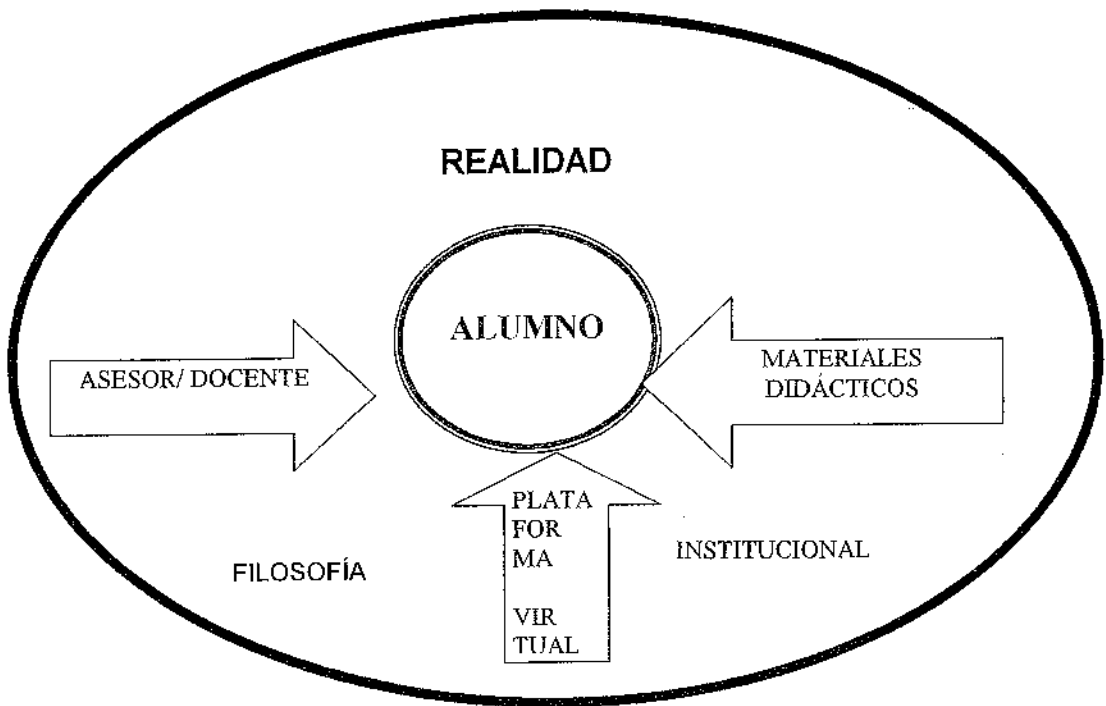 REALIDAD
ALUMNO
ASESOR/ DOCENTE
MATERIALES
DIDÁCTICOS
PLATA
FOR
MA
VIR
TUAL
FILOSOFÍA
INSTITUCIONAL